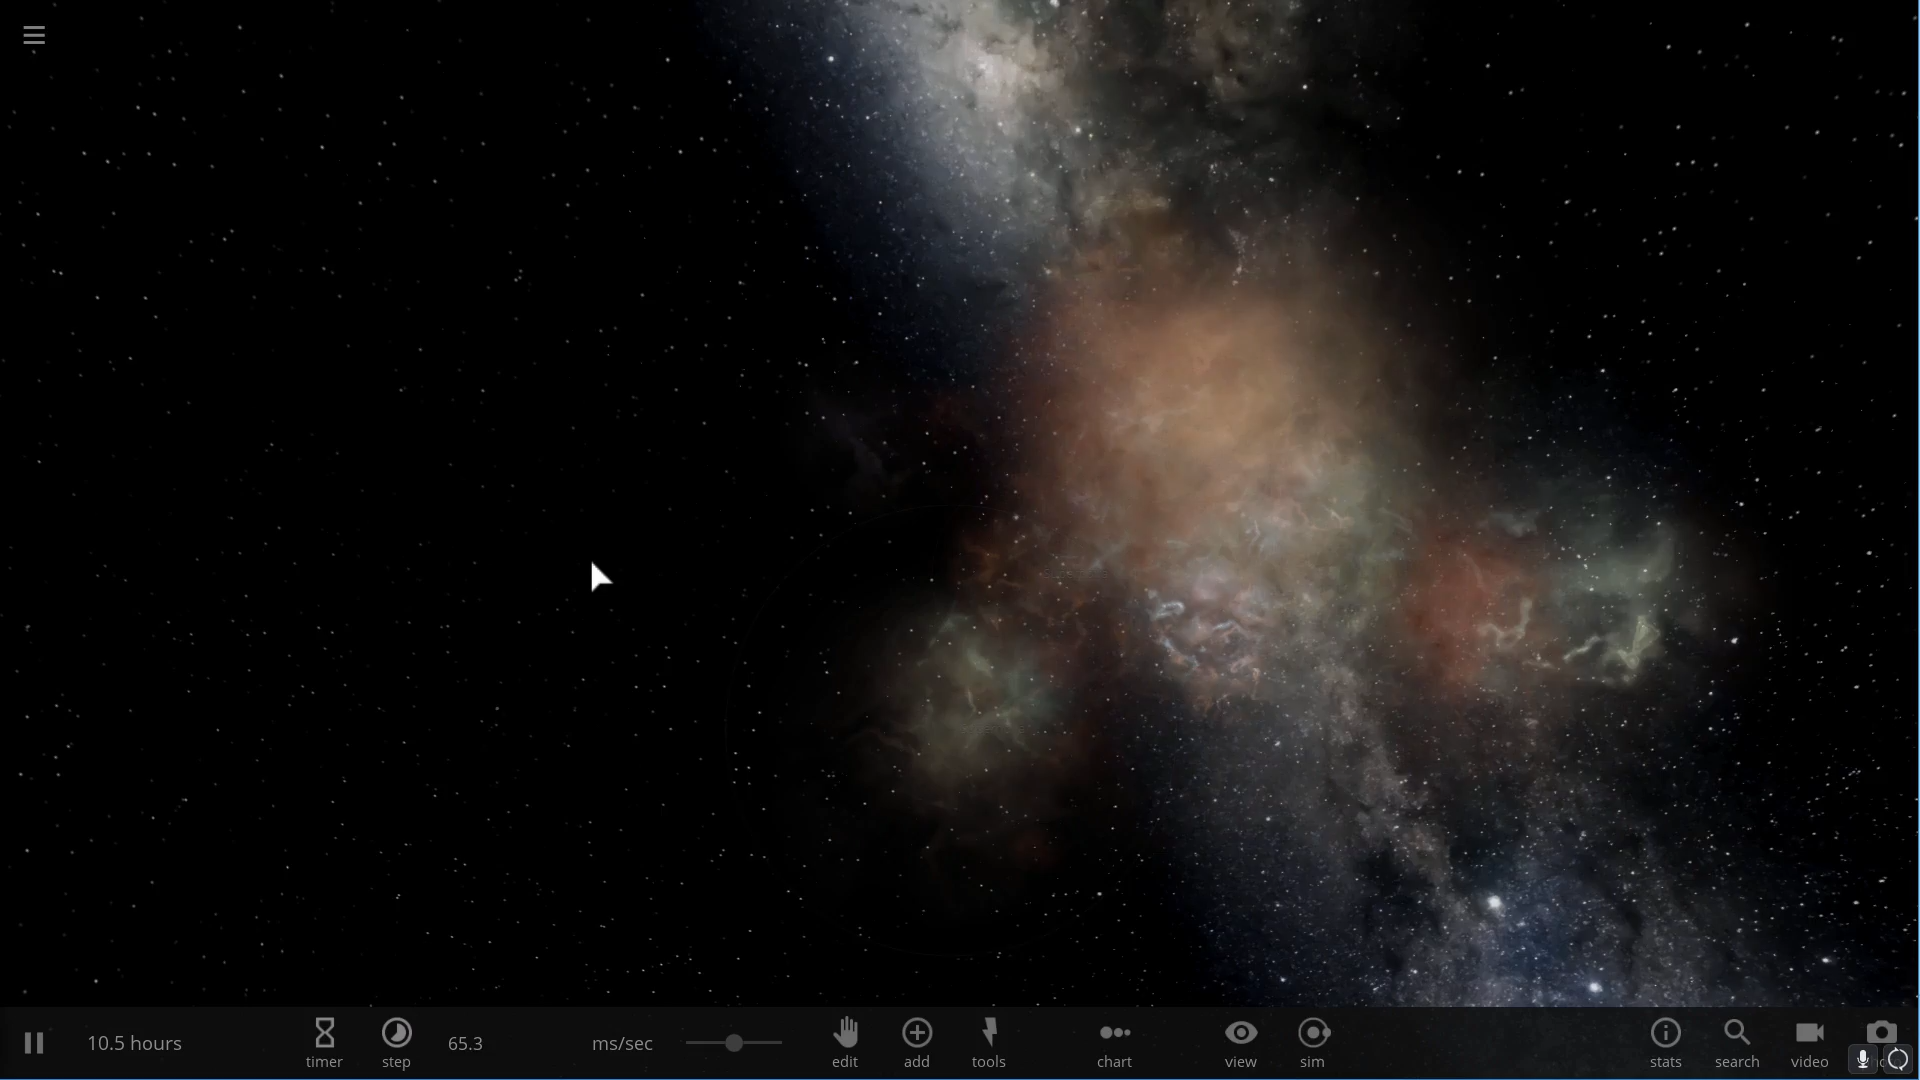 10.5 hours
timer
step
65.3
ms/sec
edit
add
tools
chart
view
sim
stats
search
video